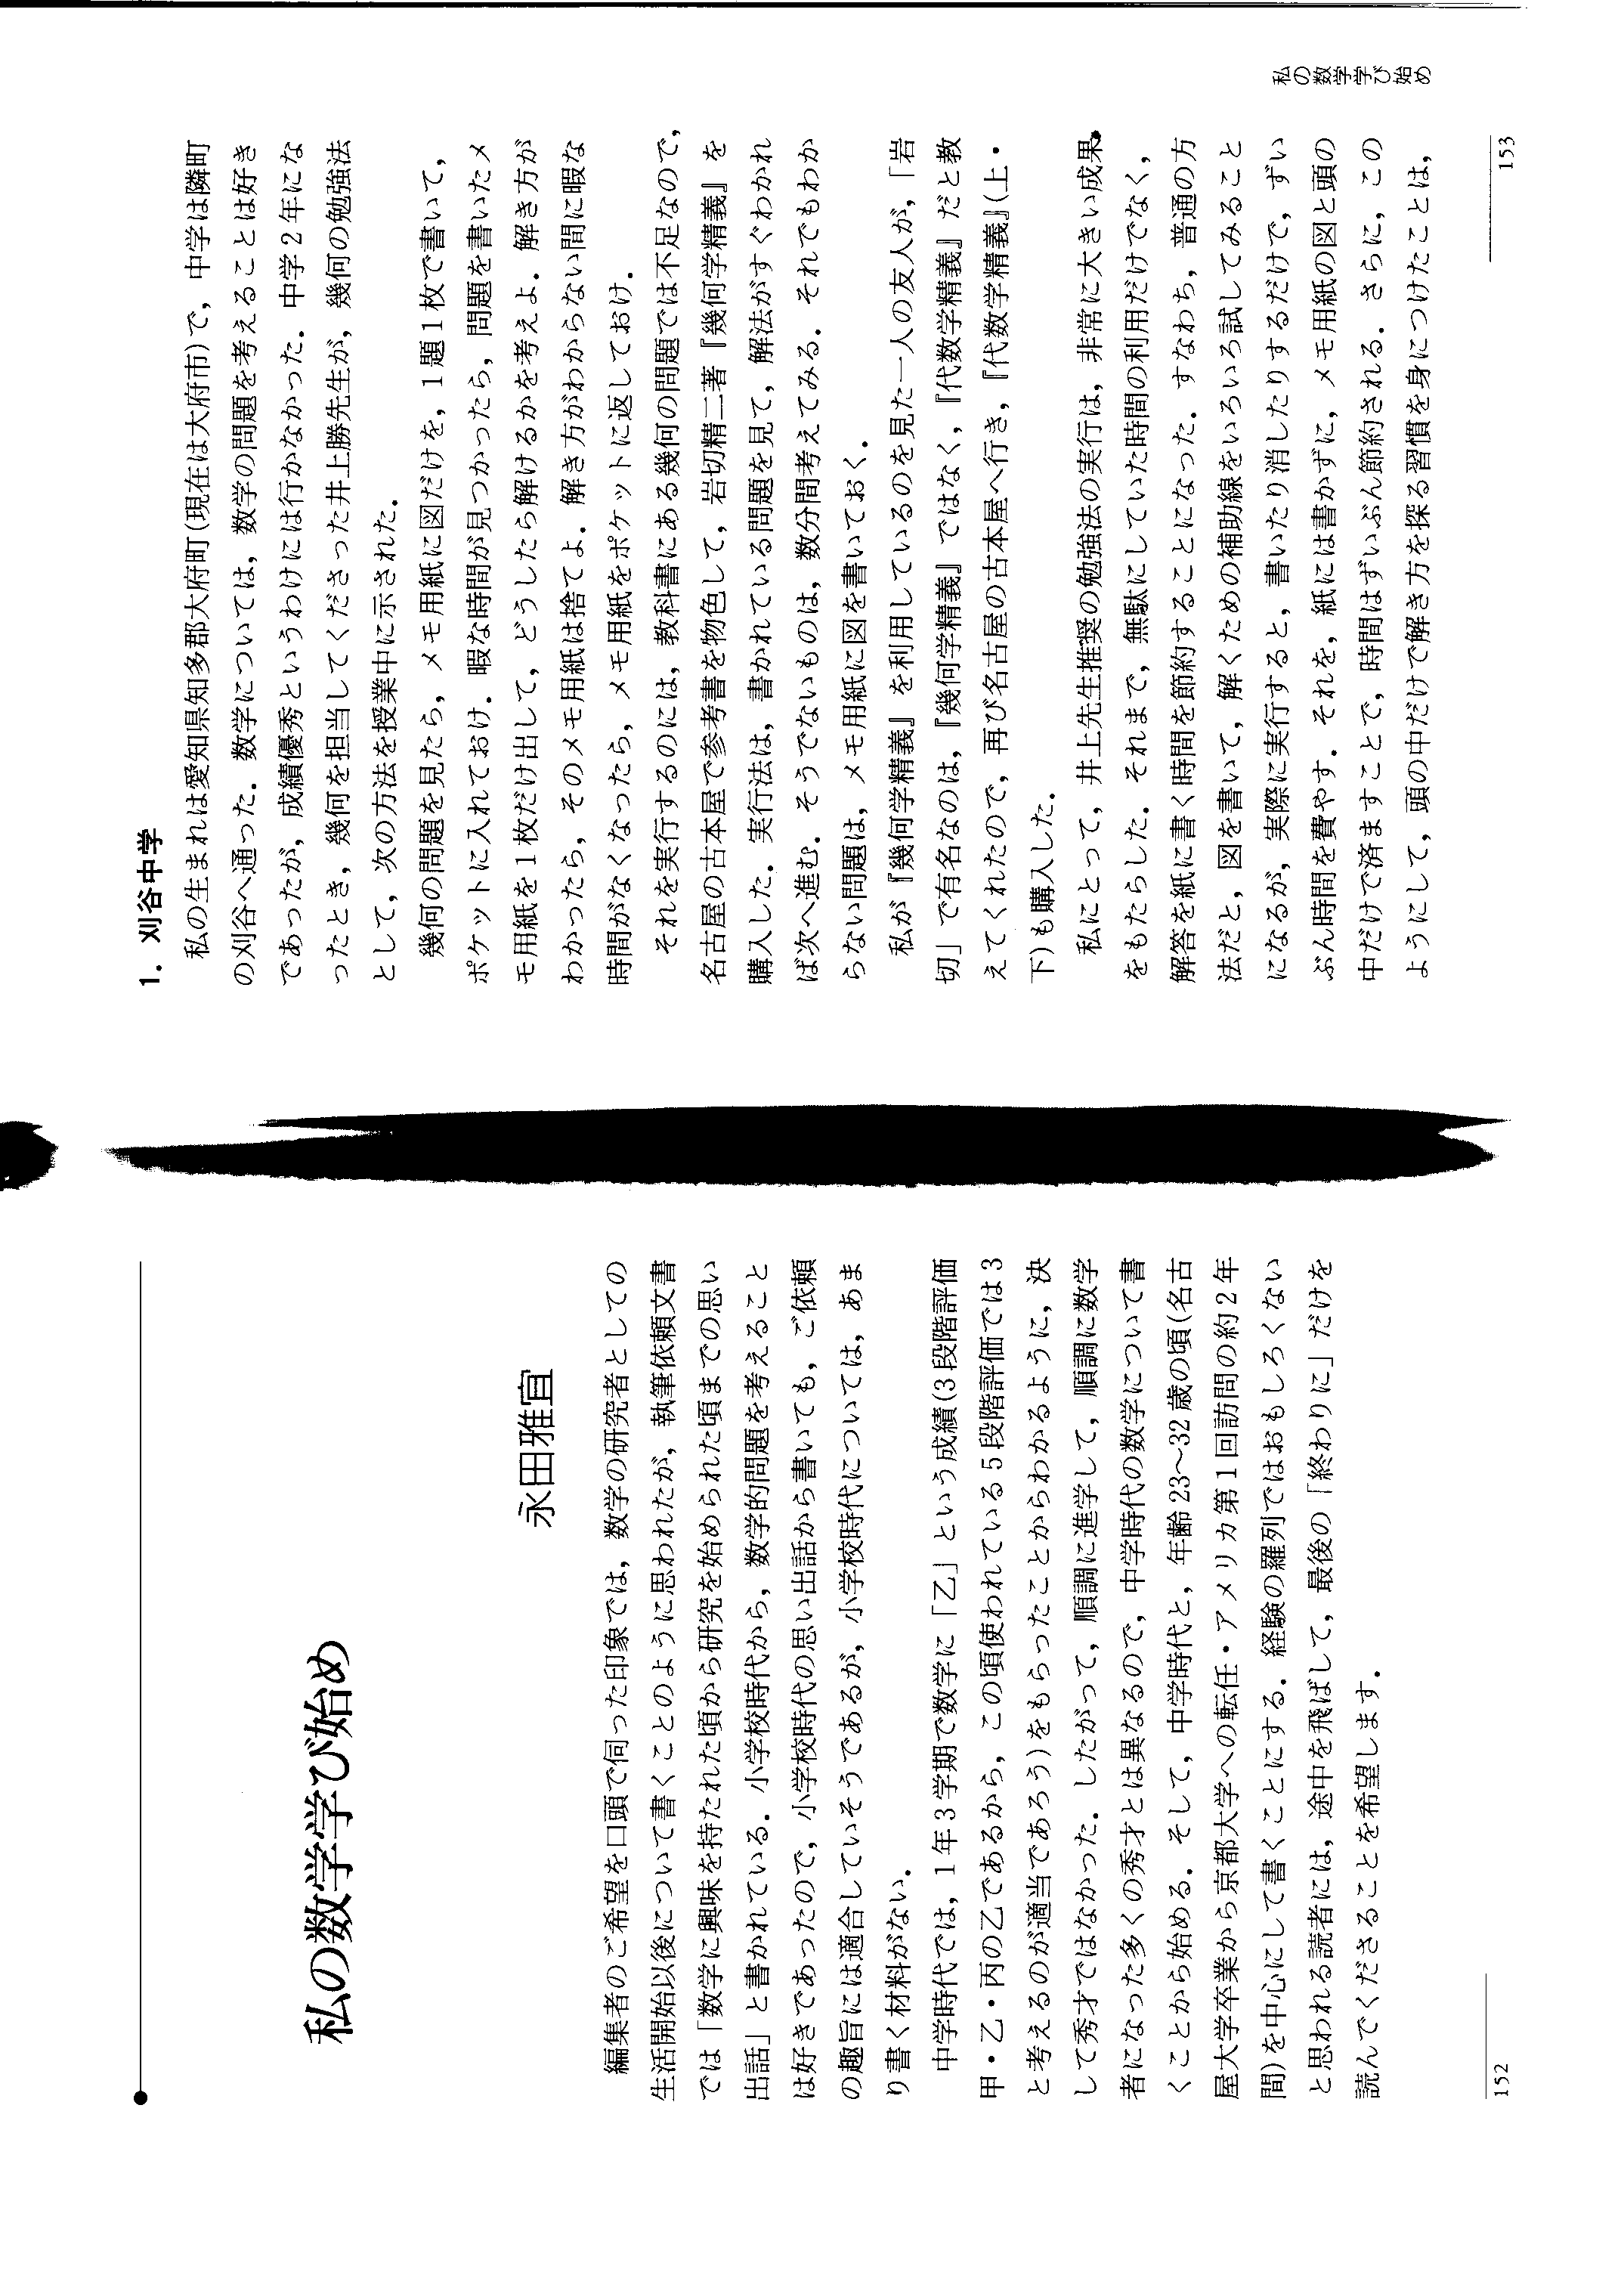 私の数学学び始め
永田雅宜
編集者のご希望を口頭で伺った印象では，数学の研究者としての
生活開始以後について書くことのように思われたが，執筆依頼文書
では「数学に興味を持たれた頃から研究を始められた頃までの思い
出話」と書かれている．小学校時代から，数学的問題を考えること
は好きであったので，小学校時代の思い出話から書いても，ご依頼
の趣旨には適合していそうであるが，小学校時代については，あま
り書く材料がない．
中学時代では，1年3学期で数学に「乙」という成績(3段階評価
甲・乙・丙の乙であるから，この頃使われている5段階評価では3
と考えるのが適当であろう)をもらったことからわかるように，決
して秀才ではなかった．したがって，順調に進学して，順調に数学
者になった多くの秀才とは異なるので，中学時代の数学について書
くことから始める．そして，中学時代と，年齢23〜32歳の頃(名古
屋大学卒業から京都大学への転任・アメリカ第1回訪問の約2年
間)を中心にして書くことにする．経験の羅列ではおもしろくない
と思われる読者には，途中を飛ばして，最後の「終わりに」だけを
読んでくださることを希望します．
152
1. 刈谷中学
私の生まれは愛知県知多郡大府町(現在は大府市)で，中学は隣町
の刈谷へ通った．数学については，数学の問題を考えることは好き
であったが，成績優秀というわけには行かなかった．中学2年にな
ったとき，幾何を担当してくださった井上勝先生が，幾何の勉強法
として，次の方法を授業中に示された．
幾何の問題を見たら，メモ用紙に図だけを，1題1枚で書いて，
ポケットに入れておけ．暇な時間が見つかったら，問題を書いたメ
モ用紙を1枚だけ出して，どうしたら解けるかを考えよ．解き方が
わかったら，そのメモ用紙は捨てよ．解き方がわからない間に暇な
時間がなくなったら，メモ用紙をポケットに返しておけ．
それを実行するのには，教科書にある幾何の問題では不足なので，
名古屋の古本屋で参考書を物色して，岩切精二著『幾何学精義』を
購入した．実行法は，書かれている問題を見て，解法がすぐわかれ
ば次へ進む．そうでないものは，数分間考えてみる．それでもわか
らない問題は，メモ用紙に図を書いておく．
私が『幾何学精義』を利用しているのを見た一人の友人が，「岩
切」で有名なのは，『幾何学精義』ではなく，『代数学精義』だと教
えてくれたので，再び名古屋の古本屋へ行き，『代数学精義』(上・
下)も購入した．
私にとって，井上先生推奨の勉強法の実行は，非常に大きい成果
をもたらした．それまで，無駄にしていた時間の利用だけでなく，
解答を紙に書く時間を節約することになった．すなわち，普通の方
法だと，図を書いて，解くための補助線をいろいろ試してみること
になるが，実際に実行すると，書いたり消したりするだけで，ずい
ぶん時間を費やす．それを，紙には書かずに，メモ用紙の図と頭の
中だけで済ますことで，時間はずいぶん節約される．さらに，この
ようにして，頭の中だけで解き方を探る習慣を身につけたことは，
私の数学学び始め
153